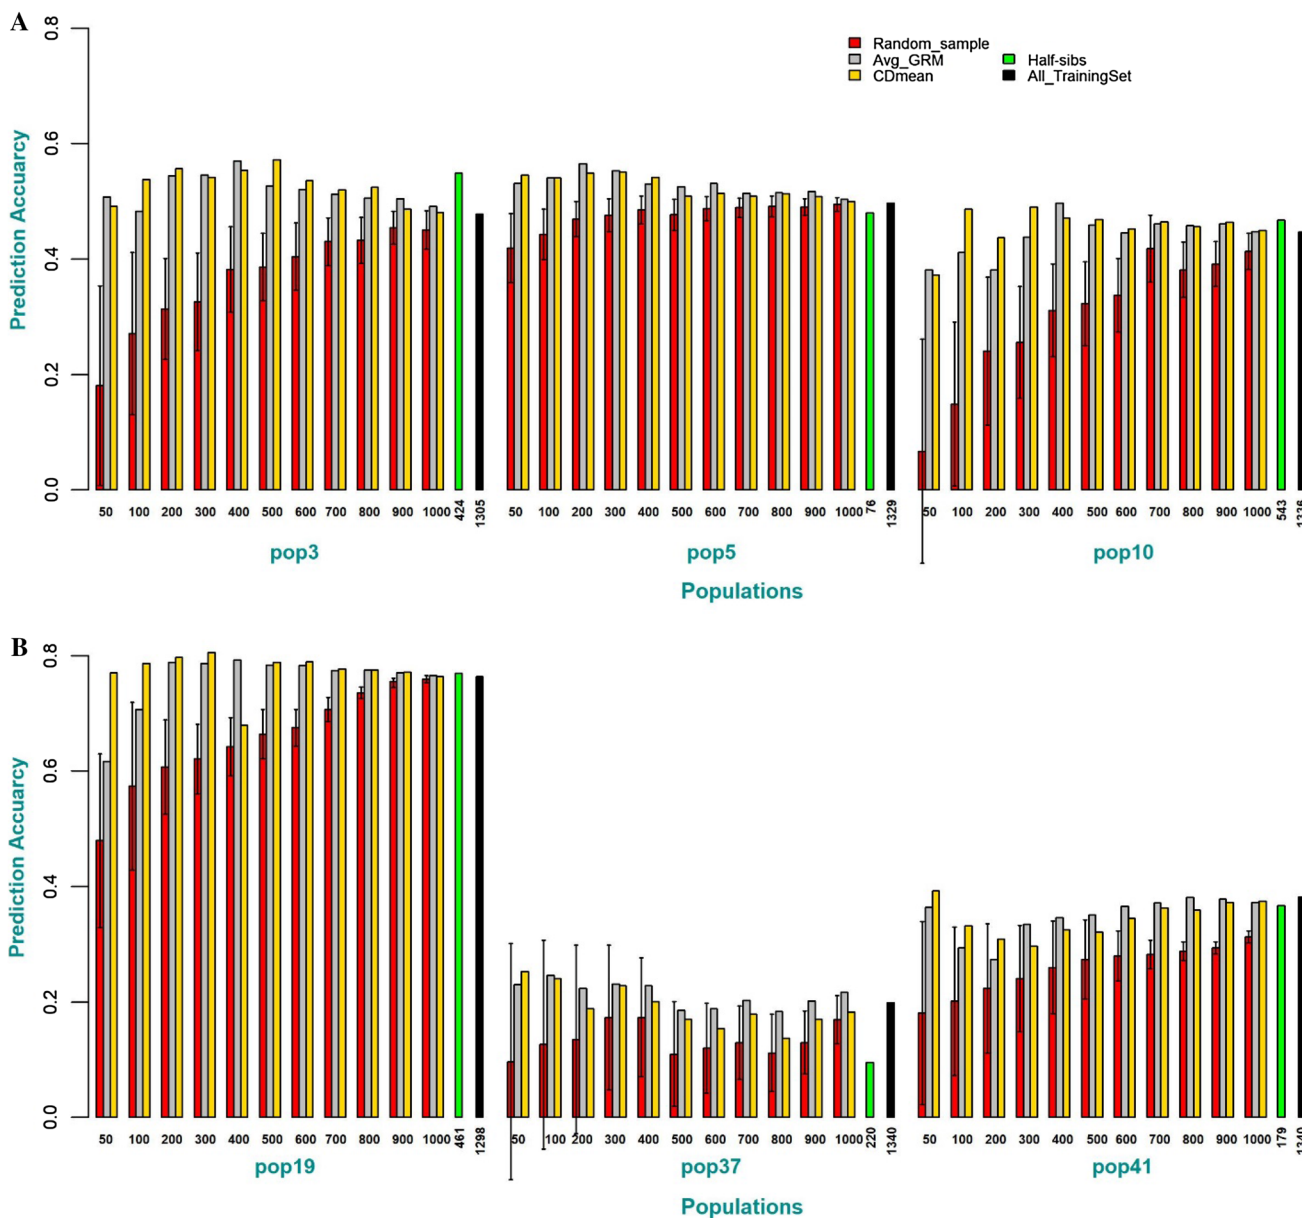 A
Prediction Accuarcy
0.0 0.2 0.4 0.6 0.8
Random_sample
Avg_GRM
CDmean
Half-sibs
All_TrainingSet
50 100 200 300 400 500 600 700 800 900 1000 424 1305
50 100 200 300 400 500 600 700 800 900 1000 76 1329
50 100 200 300 400 500 600 700 800 900 1000 543
pop3 pop5 pop10
Populations
B
Prediction Accuarcy
0.0 0.2 0.4 0.6 0.8
50 100 200 300 400 500 600 700 800 900 1000 461 1298
50 100 200 300 400 500 600 700 800 900 1000 220 1340
50 100 200 300 400 500 600 700 800 900 1000 179
pop19 pop37 pop41
Populations